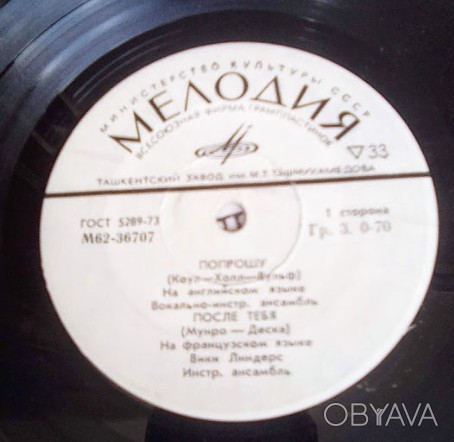 МИНИСТЕРСТВО КУЛЬТУРЫ СССР
МЕЛОДИЯ
ВСЕСОЮЗНАЯ ФИРМА ГРАМПЛАСТИНОК
▽33
ТАШКЕНТСКИЙ ЗАВОД им. М.Т. ТАШМУХАМЕДОВА
ГОСТ 5289-73
1 сторона
М62-36707
Гр. 3. 0-70
ПОПРОШУ
(Коул—Холл—Вульф)
На английском языке
Вокально-инстр. ансамбль
ПОСЛЕ ТЕБЯ
(Мунро — Деска)
На французском языке
Вики Линдерс
Инстр. ансамбль
OBYAVA